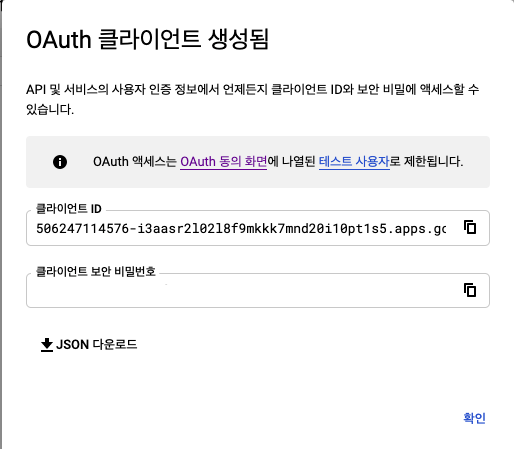 OAuth 클라이언트 생성됨
API 및 서비스의 사용자 인증 정보에서 언제든지 클라이언트 ID와 보안 비밀에 액세스할 수
있습니다.
OAuth 액세스는 OAuth 동의 화면에 나열된 테스트 사용자로 제한됩니다.
클라이언트 ID
506247114576-i3aasr2l02l8f9mkkk7mnd20i10pt1s5.apps.gc
클라이언트 보안 비밀번호
JSON 다운로드
확인